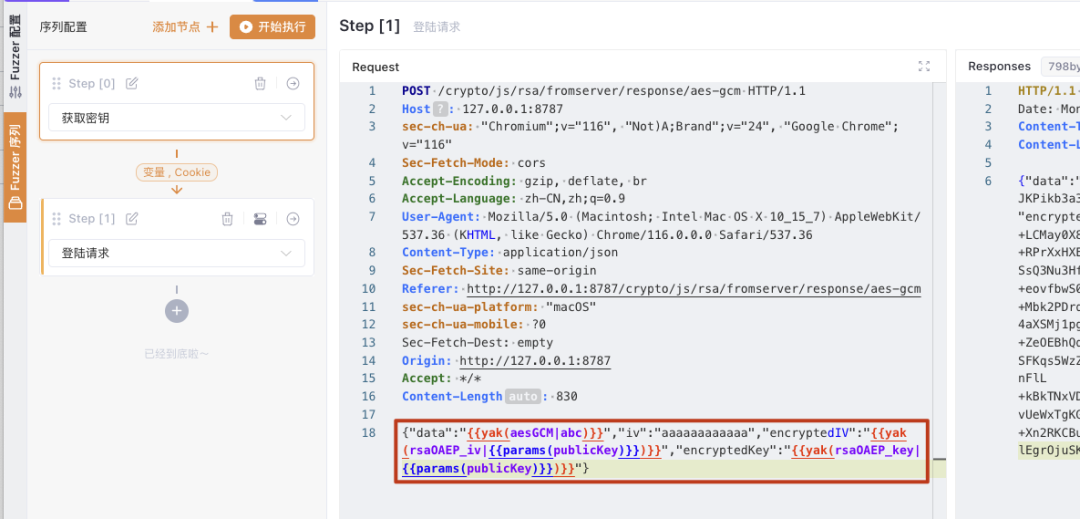 Fuzzer 配置
Fuzzer 序列
序列配置
添加节点 +
开始执行
Step [0]
获取密钥
变量 , Cookie
Step [1]
登陆请求
已经到底啦~
Step [1] 登陆请求
Request
1 POST /crypto/js/rsa/fromserver/response/aes-gcm HTTP/1.1
2 Host ? : 127.0.0.1:8787
3 sec-ch-ua: "Chromium";v="116", "Not)A;Brand";v="24", "Google Chrome";
v="116"
4 Sec-Fetch-Mode: cors
5 Accept-Encoding: gzip, deflate, br
6 Accept-Language: zh-CN,zh;q=0.9
7 User-Agent: Mozilla/5.0 (Macintosh; Intel Mac OS X 10_15_7) AppleWebKit/
537.36 (KHTML, like Gecko) Chrome/116.0.0.0 Safari/537.36
8 Content-Type: application/json
9 Sec-Fetch-Site: same-origin
10 Referer: http://127.0.0.1:8787/crypto/js/rsa/fromserver/response/aes-gcm
11 sec-ch-ua-platform: "macOS"
12 sec-ch-ua-mobile: ?0
13 Sec-Fetch-Dest: empty
14 Origin: http://127.0.0.1:8787
15 Accept: */*
16 Content-Length auto : 830
17
18 {"data":"{{yak(aesGCM|abc)}}","iv":"aaaaaaaaaaaa","encryptedIV":"{{yak
(rsaOAEP_iv|{{params(publicKey)}})}}","encryptedKey":"{{yak(rsaOAEP_key|
{{params(publicKey)}})}}"}
Responses 798by
1 HTTP/1.1
2 Date: Mon
3 Content-T
4 Content-L
5
6 {"data":"
JKPikb3a3
"encrypte
+LCMay0X8
+RPrXxHXE
SsQ3Nu3Hf
+eovfbwS0
+Mbk2PDrd
4aXSMj1pg
+ZeOEBhQc
SFKqs5WzZ
nFlL
+kBkTNxVD
vUeWxTgKG
+Xn2RKCBu
lEgrOjuSK